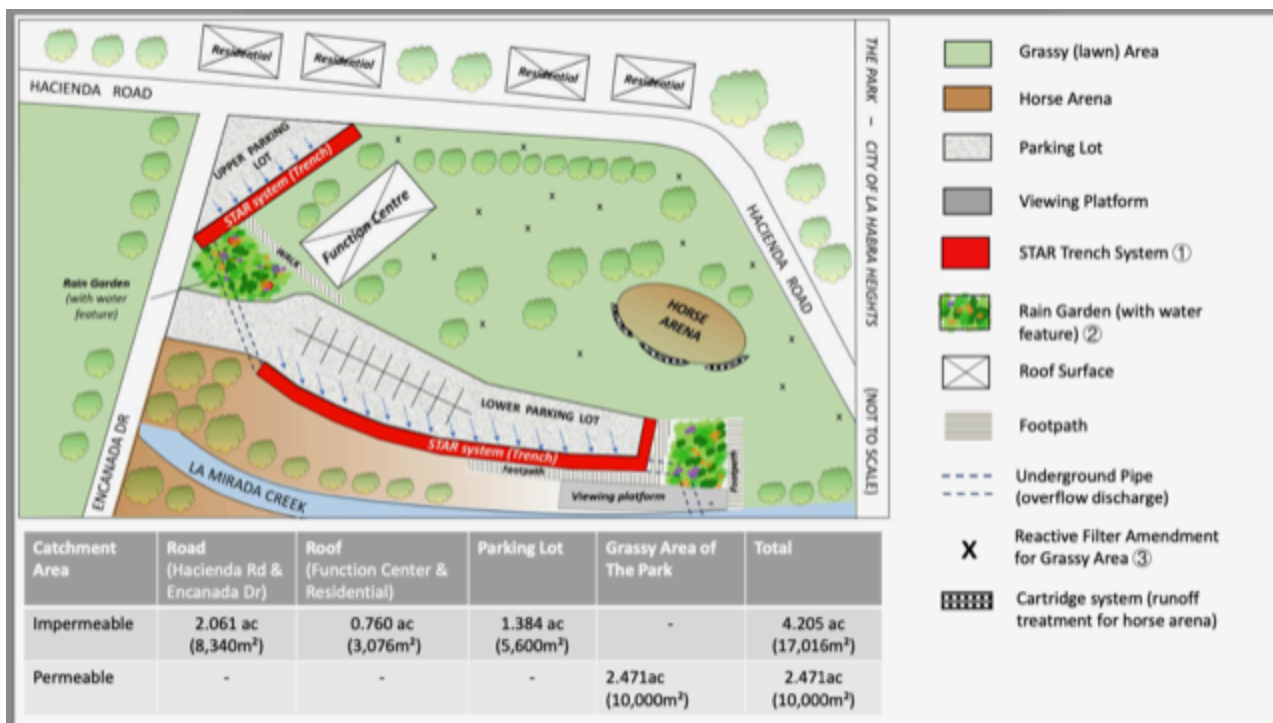 Residential
Residential
Residential
Residential
HACIENDA ROAD
UPPER PARKING
LOT
STAR system (Trench)
Function Centre
WALK
Rain Garden
(with water
feature)
HORSE
ARENA
HACIENDA ROAD
LOWER PARKING LOT
STAR system (Trench)
Footpath
Footpath
Viewing platform
ENCANADA DR
LA MIRADA CREEK
THE PARK – CITY OF LA HABRA HEIGHTS (NOT TO SCALE)
Grassy (lawn) Area
Horse Arena
Parking Lot
Viewing Platform
STAR Trench System ①
Rain Garden (with water
feature) ②
Roof Surface
Footpath
Underground Pipe
(overflow discharge)
X
Reactive Filter Amendment
for Grassy Area ③
Cartridge system (runoff
treatment for horse arena)
Catchment Area | Road (Hacienda Rd & Encanada Dr) | Roof (Function Center & Residential) | Parking Lot | Grassy Area of The Park | Total
Impermeable | 2.061 ac (8,340m²) | 0.760 ac (3,076m²) | 1.384 ac (5,600m²) | - | 4.205 ac (17,016m²)
Permeable | - | - | - | 2.471ac (10,000m²) | 2.471ac (10,000m²)